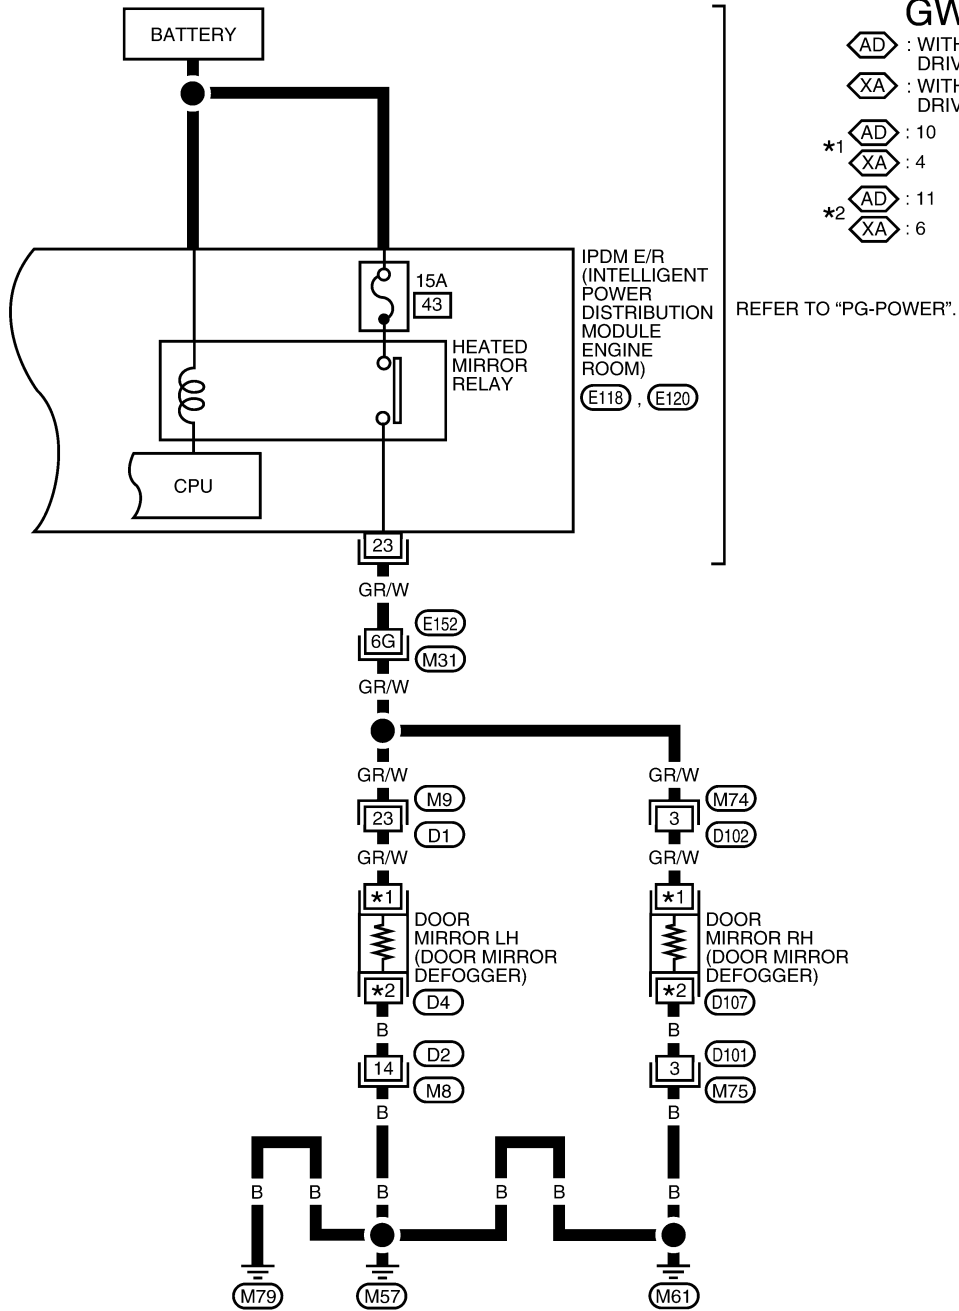 BATTERY
GW
AD : WITH
DRIV
XA : WITH
DRIV
*1 AD : 10
XA : 4
*2 AD : 11
XA : 6
15A
43
IPDM E/R
(INTELLIGENT
POWER
DISTRIBUTION
MODULE
ENGINE
ROOM)
E118 , E120
REFER TO “PG-POWER”.
HEATED
MIRROR
RELAY
CPU
23
GR/W
E152
6G
M31
GR/W
GR/W
GR/W
M9
23
D1
M74
3
D102
GR/W
GR/W
*1
DOOR
MIRROR LH
(DOOR MIRROR
DEFOGGER)
*2
D4
*1
DOOR
MIRROR RH
(DOOR MIRROR
DEFOGGER)
*2
D107
B
B
D2
14
M8
D101
3
M75
B
B
B
B
B
B
B
B
M79
M57
M61